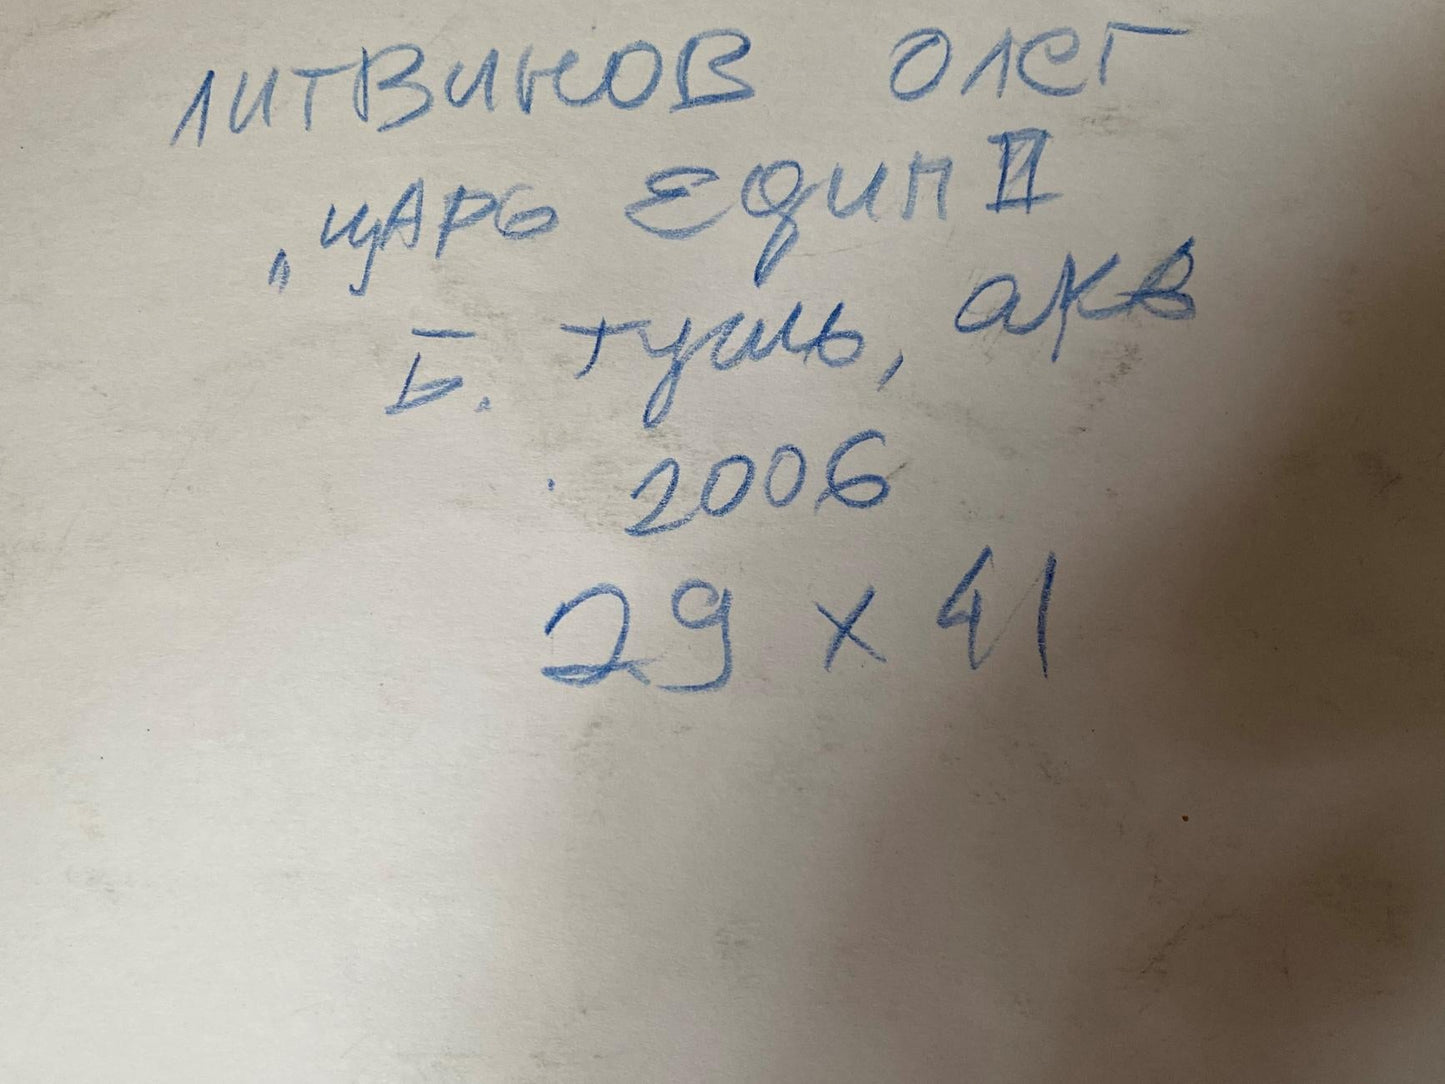 ЛИТВИНОВ ОЛЕГ
„ЦАРЬ ЕДИП II
Б. ТУШЬ, АКВ
2006
29 x 41